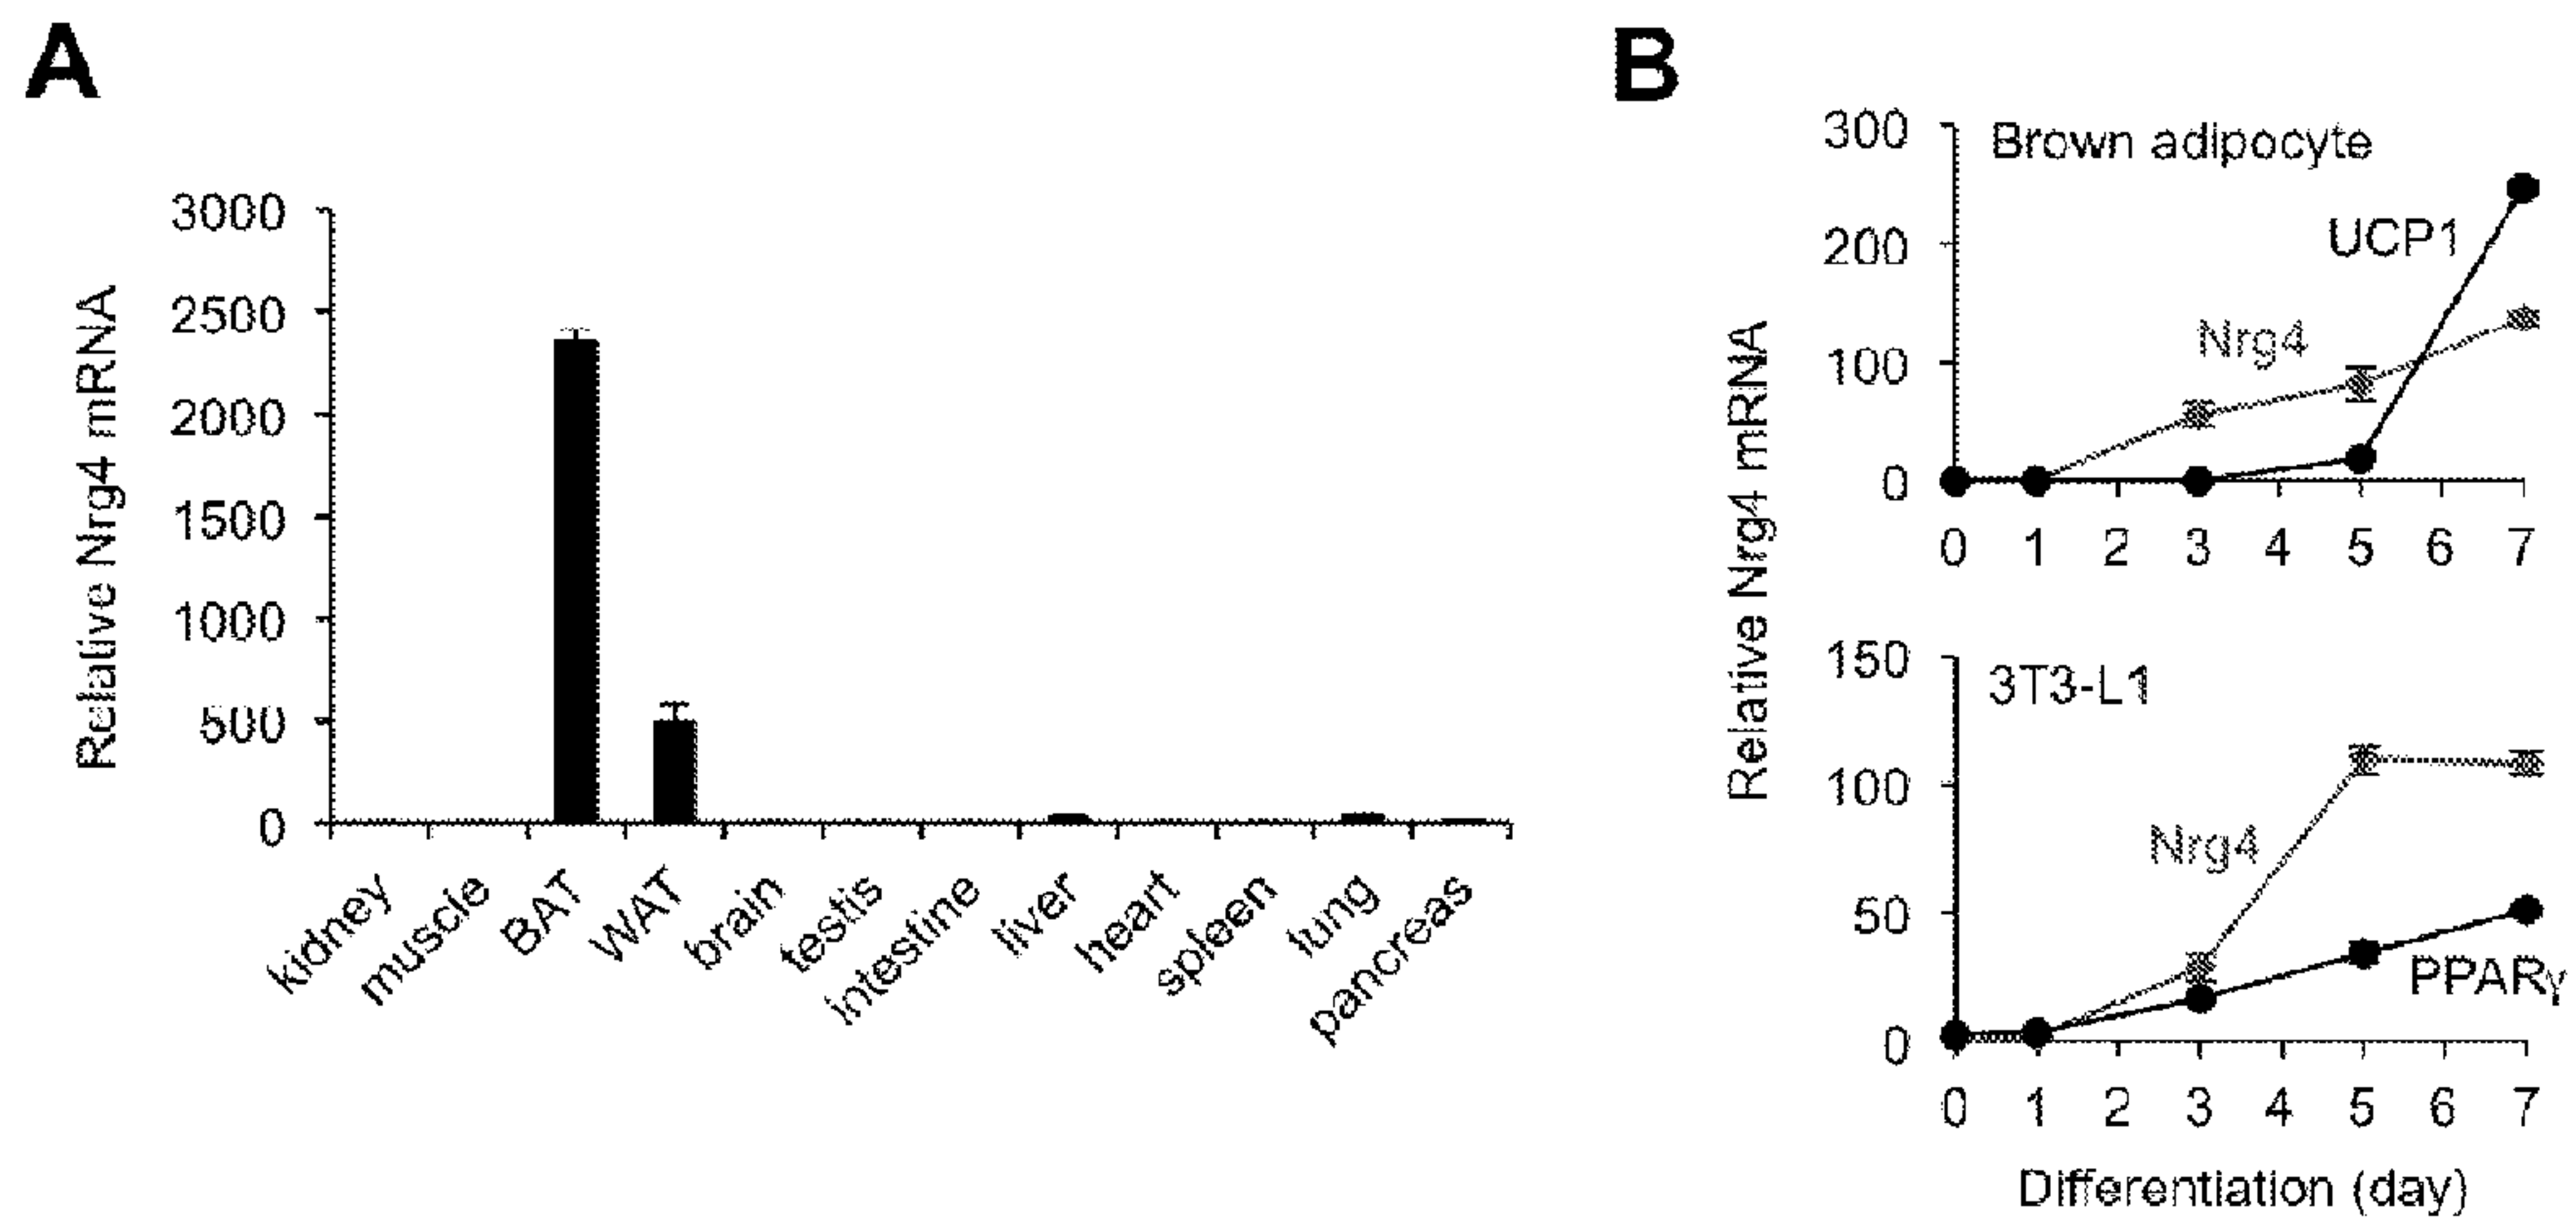 A
Relative Nrg4 mRNA
3000
2500
2000
1500
1000
500
0
kidney
muscle
BAT
WAT
brain
testis
intestine
liver
heart
spleen
lung
pancreas
B
Relative Nrg4 mRNA
300
200
100
0
Brown adipocyte
UCP1
Nrg4
0 1 2 3 4 5 6 7
150
100
50
0
3T3-L1
Nrg4
PPARγ
0 1 2 3 4 5 6 7
Differentiation (day)